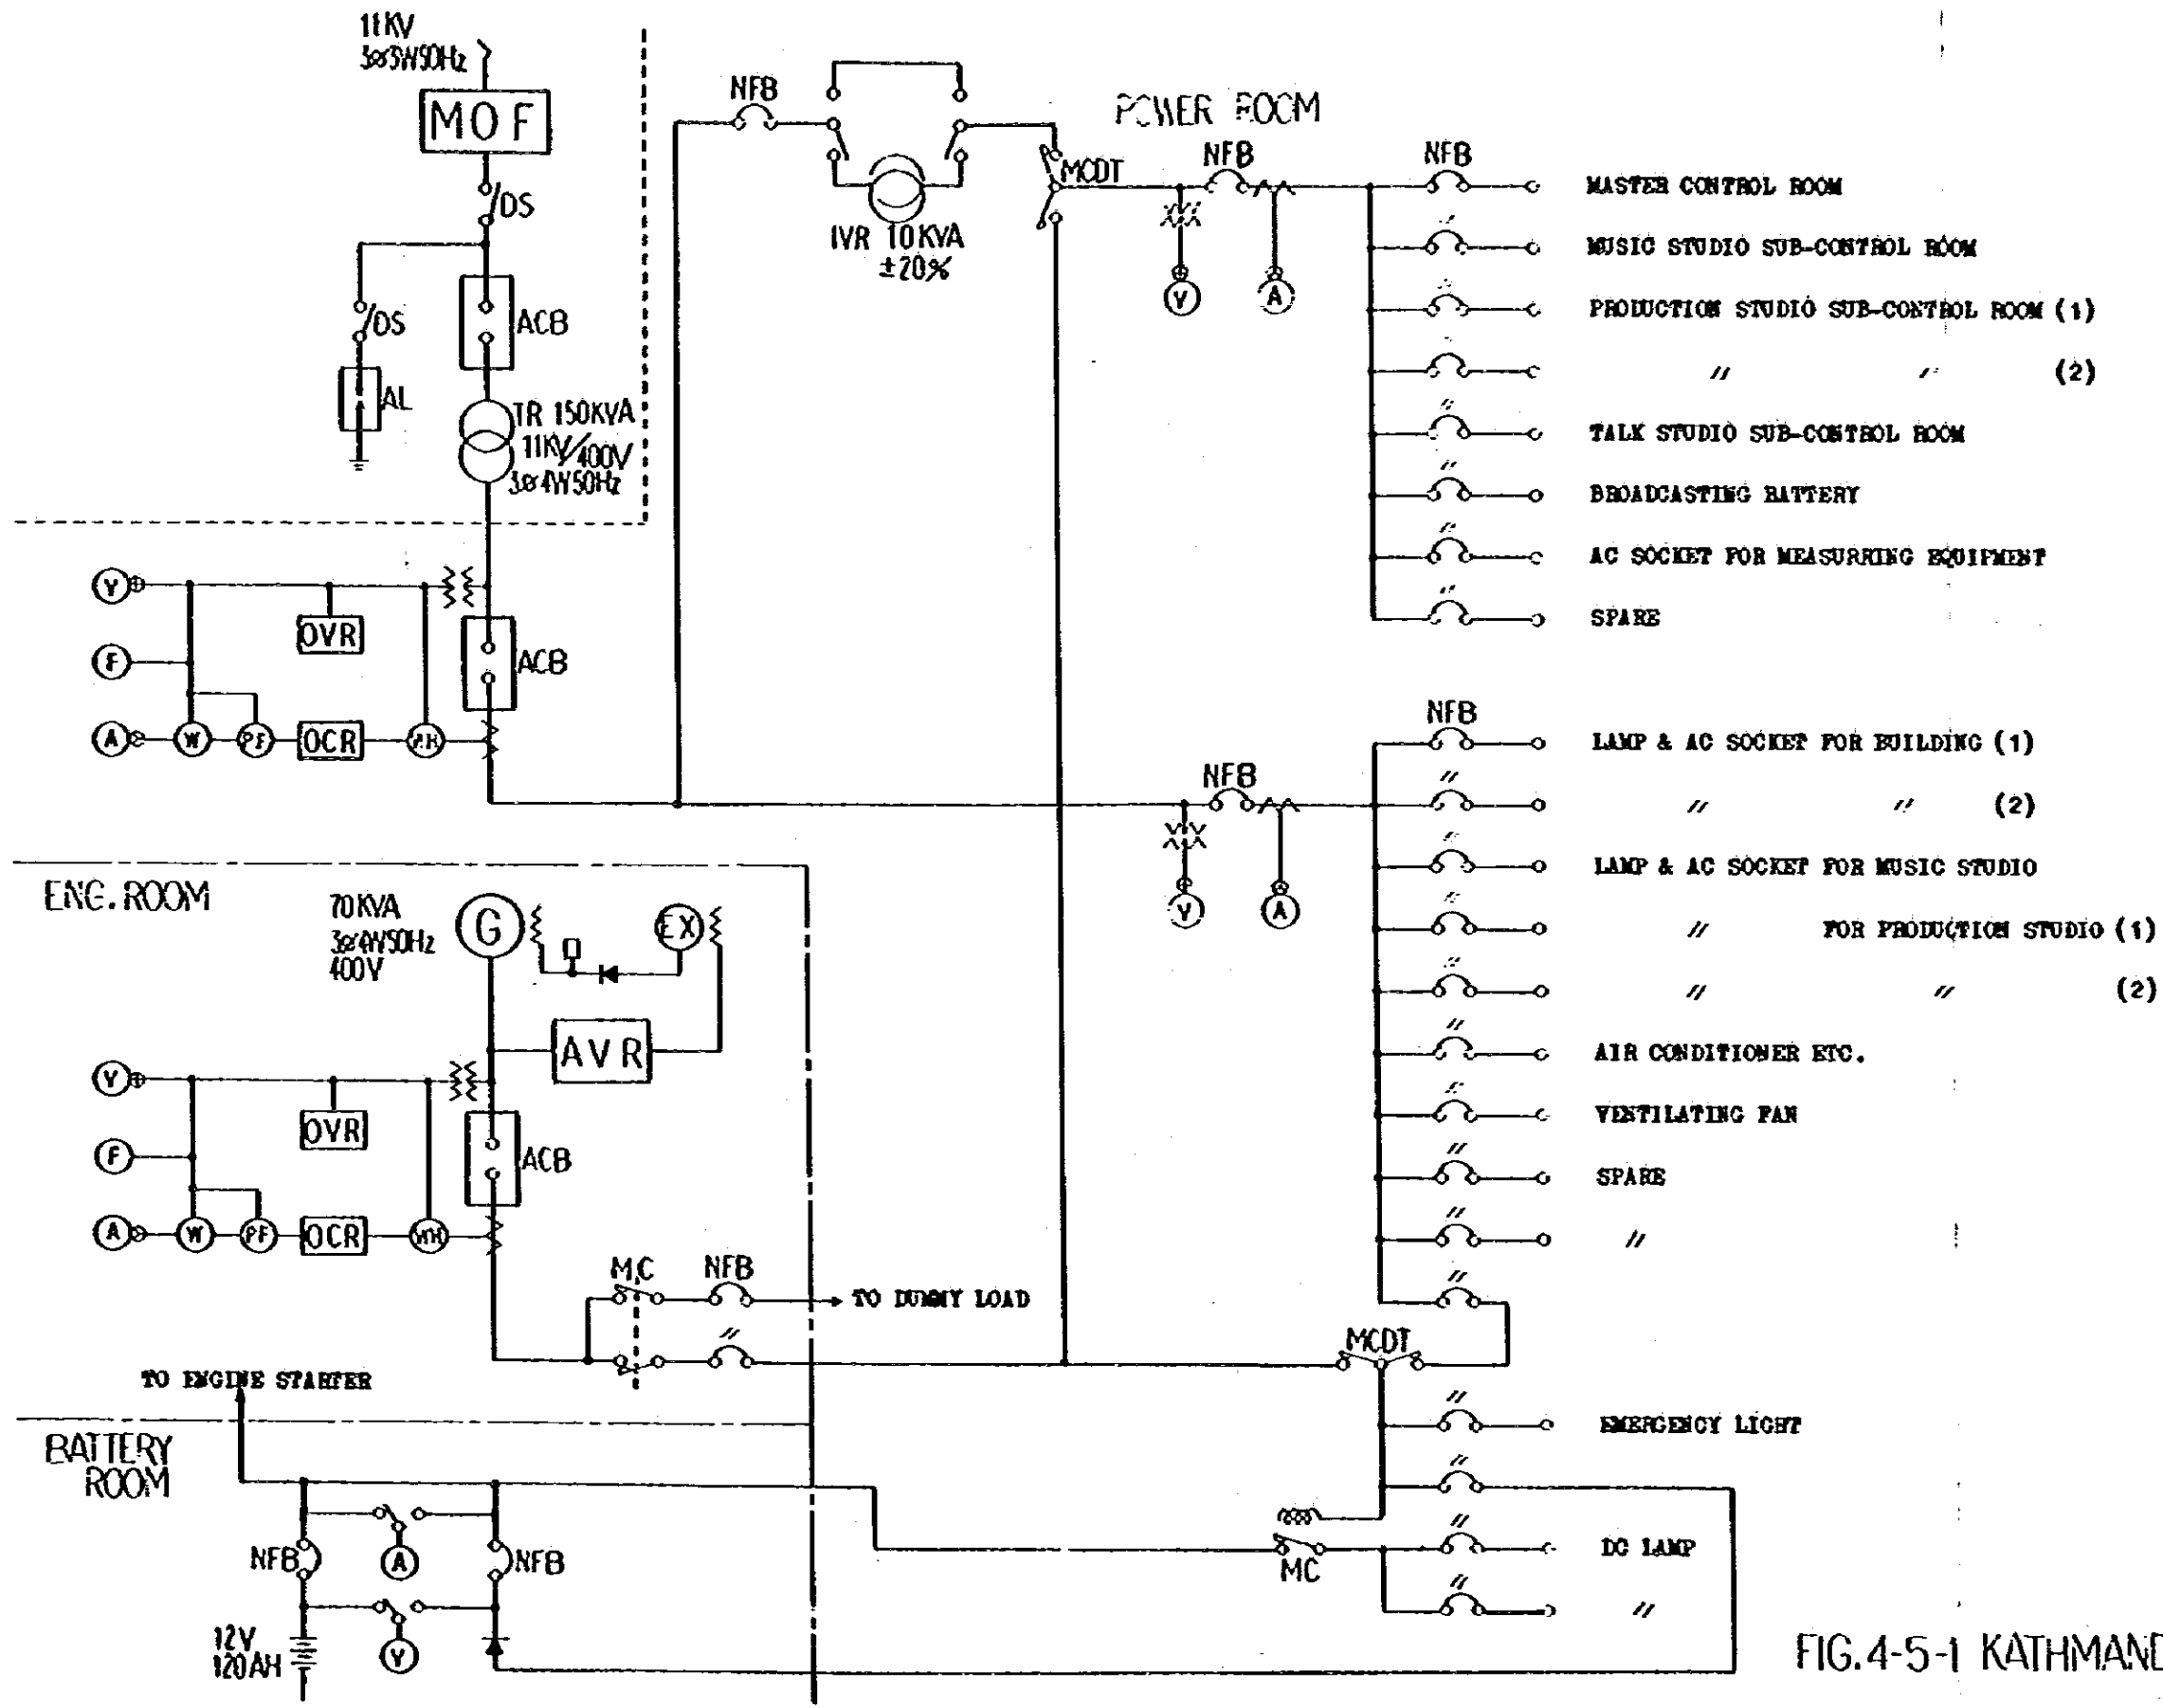 11KV
3ø3W50Hz
MOF
DS
DS
ACB
AL
TR 150KVA
11KV/400V
3ø4W50Hz
V
OVR
F
ACB
A
W
PF
OCR
NFB
IVR 10KVA
±20%
MCDT
POWER ROOM
NFB
V
A
NFB
MASTER CONTROL ROOM
〃 MUSIC STUDIO SUB-CONTROL ROOM
〃 PRODUCTION STUDIO SUB-CONTROL ROOM (1)
〃 〃 〃 (2)
〃 TALK STUDIO SUB-CONTROL ROOM
〃 BROADCASTING BATTERY
〃 AC SOCKET FOR MEASURRING EQUIPMENT
〃 SPARE
NFB
V
A
NFB
LAMP & AC SOCKET FOR BUILDING (1)
〃 〃 〃 (2)
〃 LAMP & AC SOCKET FOR MUSIC STUDIO
〃 〃 FOR PRODUCTION STUDIO (1)
〃 〃 〃 (2)
〃 AIR CONDITIONER ETC.
〃 VENTILATING FAN
〃 SPARE
〃 〃
〃
MCDT
〃 EMERGENCY LIGHT
〃
〃 DC LAMP
MC
〃 〃
ENG. ROOM
70KVA
3ø4W50Hz
400V
G
EX
AVR
V
OVR
F
ACB
A
W
PF
OCR
WH
MC
NFB
TO DUMMY LOAD
〃
TO ENGINE STARTER
BATTERY
ROOM
NFB
A
NFB
12V
120AH
V
FIG.4-5-1 KATHMAND